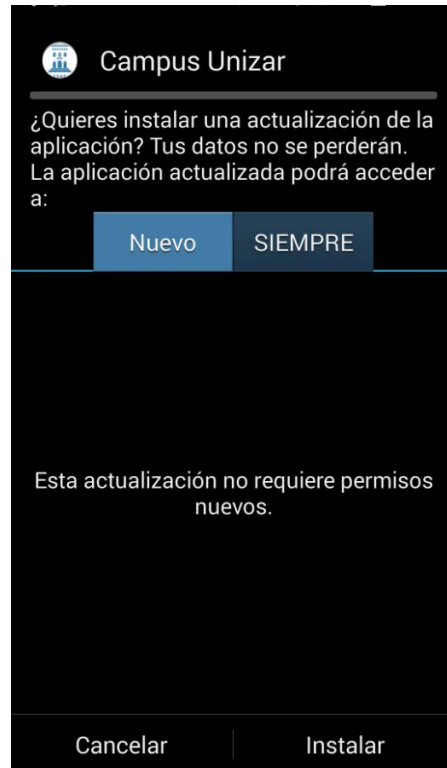 Campus Unizar
¿Quieres instalar una actualización de la
aplicación? Tus datos no se perderán.
La aplicación actualizada podrá acceder
a:
Nuevo SIEMPRE
Esta actualización no requiere permisos
nuevos.
Cancelar Instalar